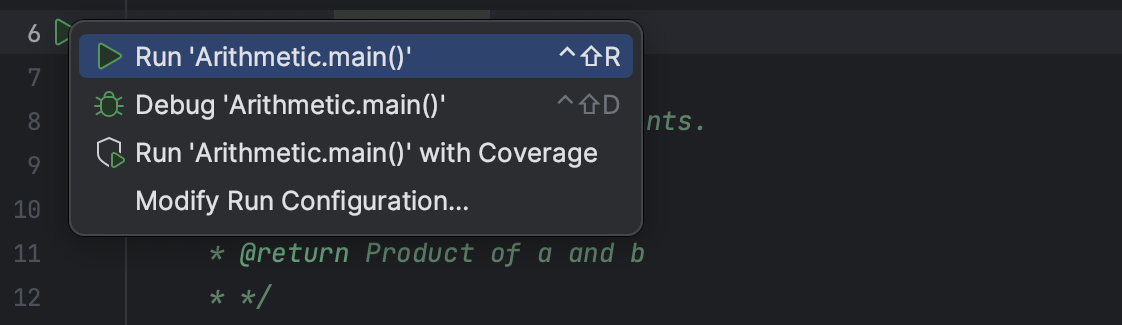 6
Run 'Arithmetic.main()' ^⇧R
7
Debug 'Arithmetic.main()' ^⇧D
8 nts.
Run 'Arithmetic.main()' with Coverage
9
Modify Run Configuration...
10
11 * @return Product of a and b
12 * */